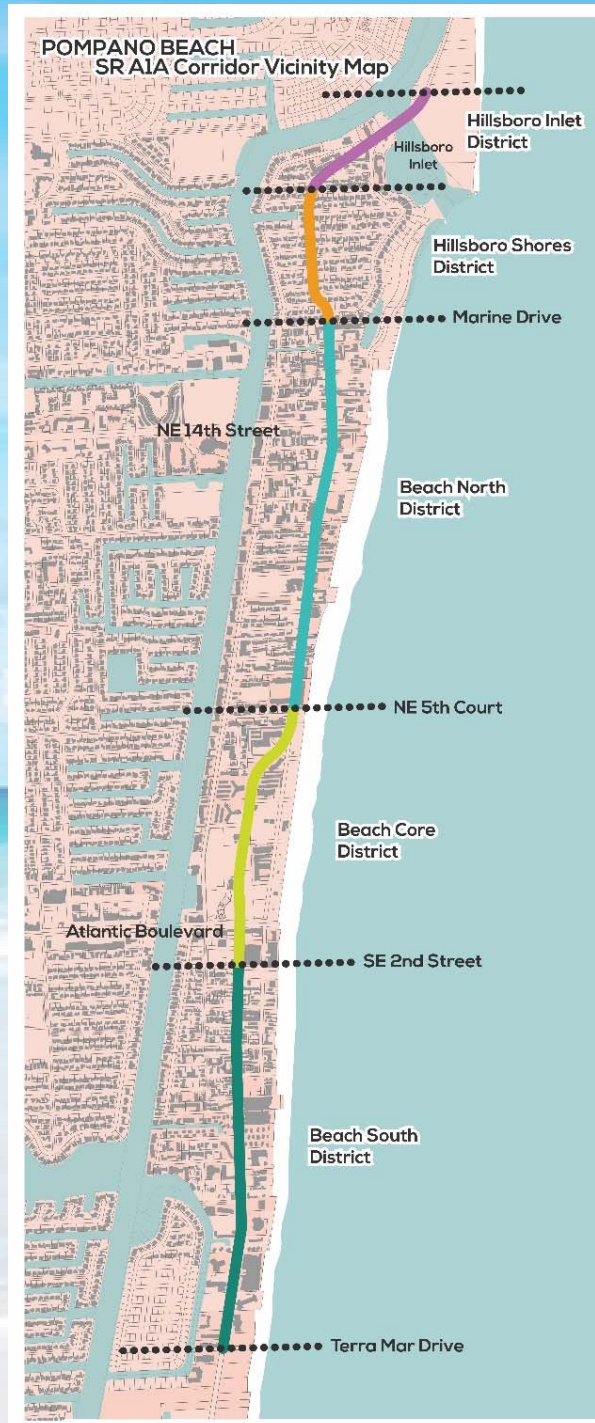 POMPANO BEACH
SR A1A Corridor Vicinity Map
Hillsboro Inlet
District
Hillsboro
Inlet
Hillsboro Shores
District
Marine Drive
NE 14th Street
Beach North
District
NE 5th Court
Beach Core
District
Atlantic Boulevard
SE 2nd Street
Beach South
District
Terra Mar Drive